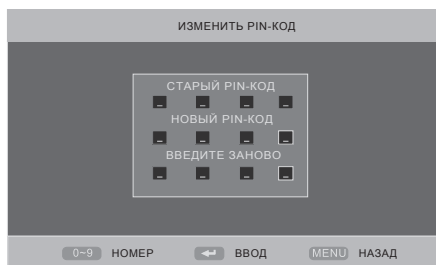 ИЗМЕНИТЬ PIN-КОД
СТАРЫЙ PIN-КОД
_ _ _ _
НОВЫЙ PIN-КОД
_ _ _ _
ВВЕДИТЕ ЗАНОВО
_ _ _ _
0~9 НОМЕР ВВОД MENU НАЗАД